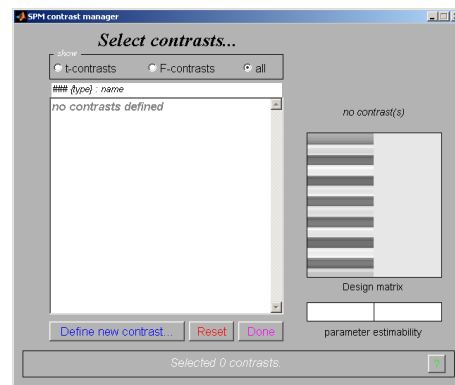 SPM contrast manager
Select contrasts...
show
t-contrasts F-contrasts all
### {type} : name
no contrasts defined
no contrast(s)
Design matrix
parameter estimability
Define new contrast... Reset Done
Selected 0 contrasts.
?